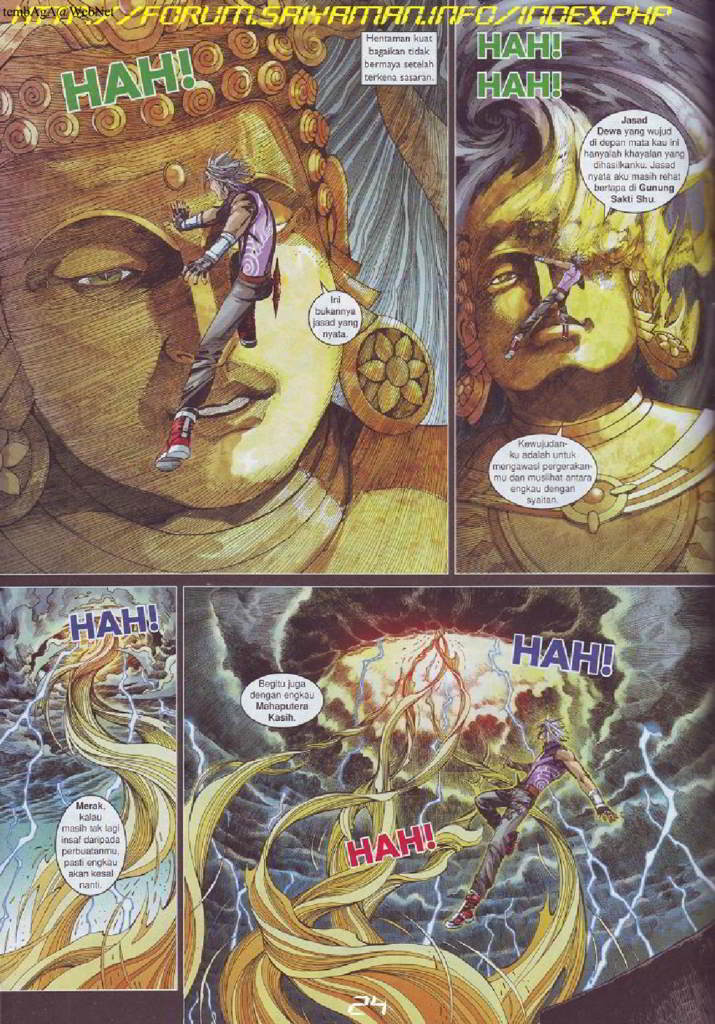 tembAgA@WebNet
/FORUM.SAIYAMAN.INFO/INDEX.PHP
HAH!
Hentaman kuat
bagaikan tidak
bermaya setelah
terkena sasaran.
Ini
bukannya
jasad yang
nyata.
HAH!
HAH!
Jasad
Dewa yang wujud
di depan mata kau ini
hanyalah khayalan yang
dihasilkanku. Jasad
nyata aku masih rehat
bertapa di Gunung
Sakti Shu.
Kewujudan-
ku adalah untuk
mengawasi pergerakan-
mu dan muslihat antara
engkau dengan
syaitan.
HAH!
Merak,
kalau
masih tak lagi
insaf daripada
perbuatanmu,
pasti engkau
akan kesal
nanti.
HAH!
Begitu juga
dengan engkau
Mahaputera
Kasih.
HAH!
24